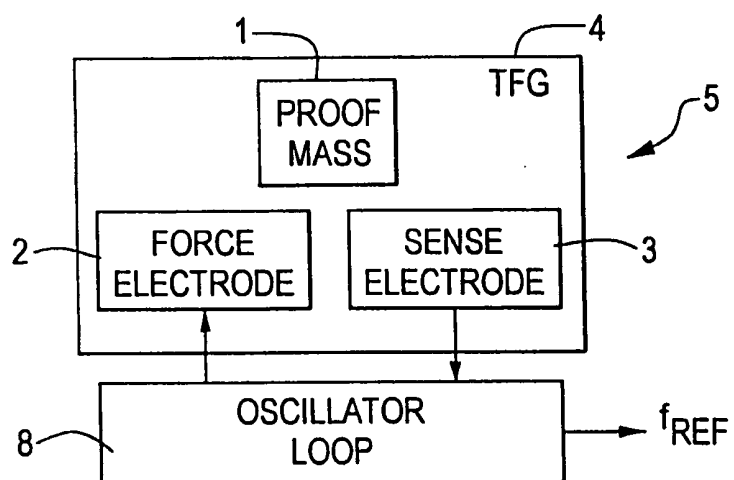 1
4
TFG
PROOF
MASS
5
2
FORCE
ELECTRODE
SENSE
ELECTRODE
3
8
OSCILLATOR
LOOP
fREF